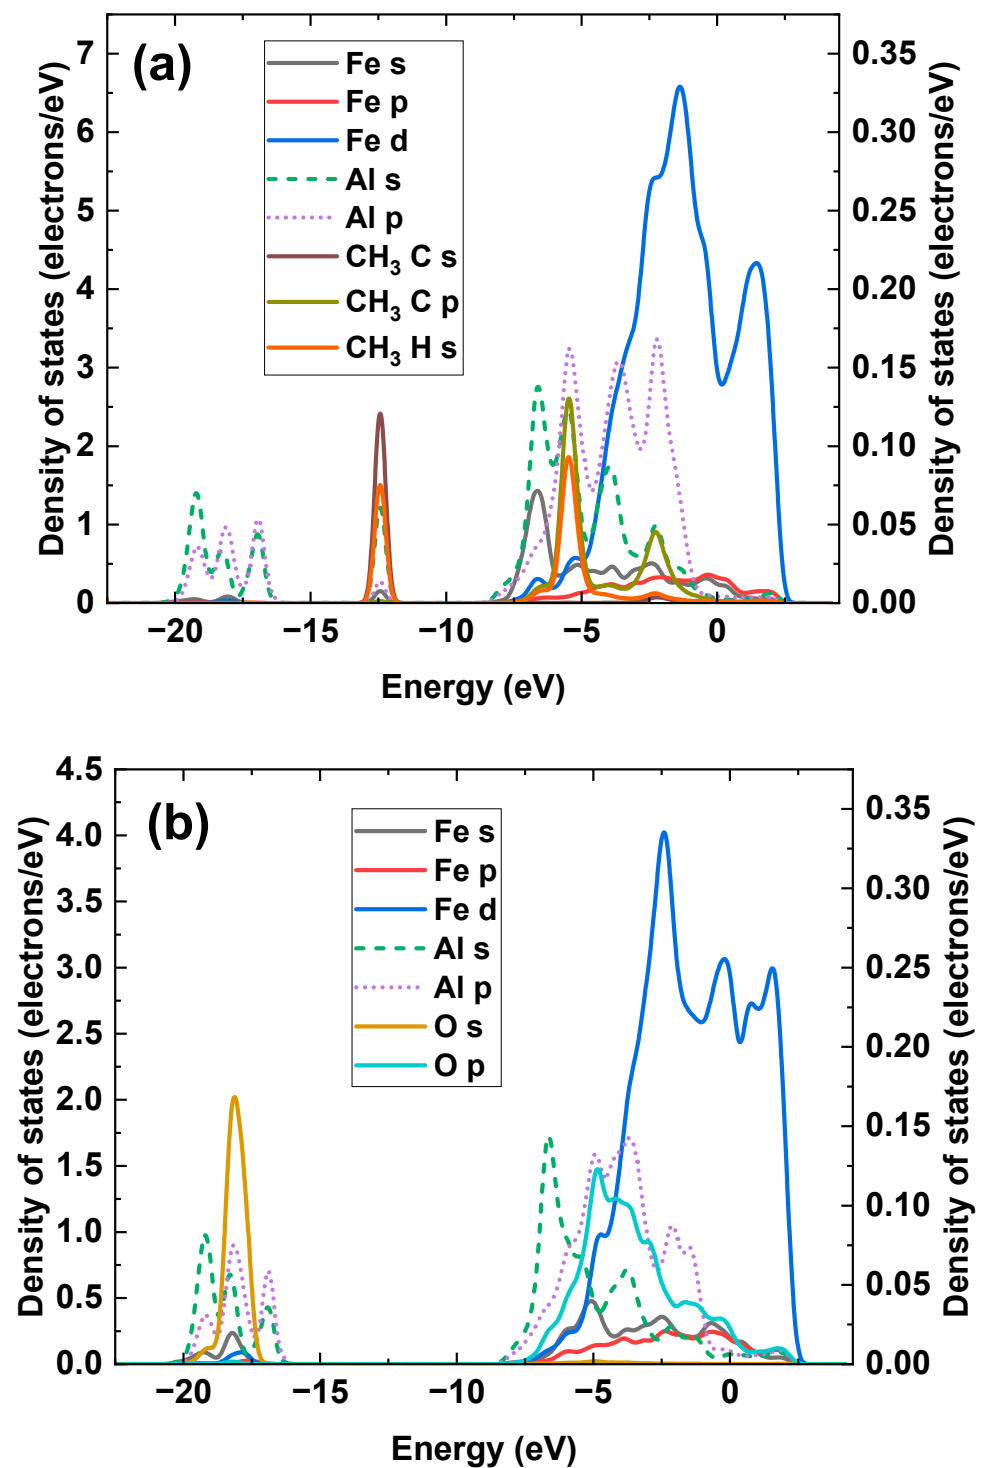 (a)
Fe s
Fe p
Fe d
Al s
Al p
CH₃ C s
CH₃ C p
CH₃ H s
7
6
5
4
3
2
1
0
0.35
0.30
0.25
0.20
0.15
0.10
0.05
0.00
−20
−15
−10
−5
0
Density of states (electrons/eV)
Density of states (electrons/eV)
Energy (eV)
(b)
Fe s
Fe p
Fe d
Al s
Al p
O s
O p
4.5
4.0
3.5
3.0
2.5
2.0
1.5
1.0
0.5
0.0
0.35
0.30
0.25
0.20
0.15
0.10
0.05
0.00
−20
−15
−10
−5
0
Density of states (electrons/eV)
Density of states (electrons/eV)
Energy (eV)